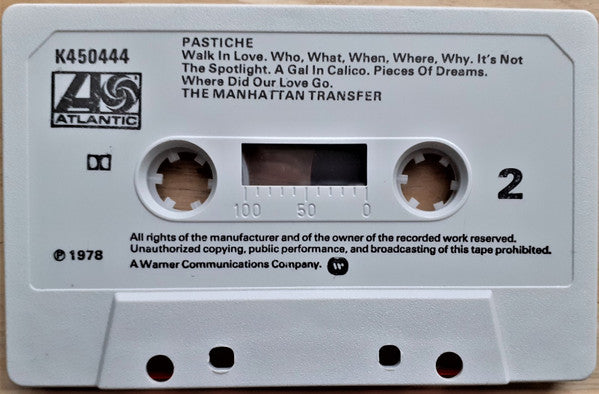 K450444
PASTICHE
Walk In Love. Who, What, When, Where, Why. It's Not
The Spotlight. A Gal In Calico. Pieces Of Dreams.
Where Did Our Love Go.
THE MANHATTAN TRANSFER
ATLANTIC
2
100 50 0
All rights of the manufacturer and of the owner of the recorded work reserved.
Unauthorized copying, public performance, and broadcasting of this tape prohibited.
℗ 1978
A Warner Communications Company.